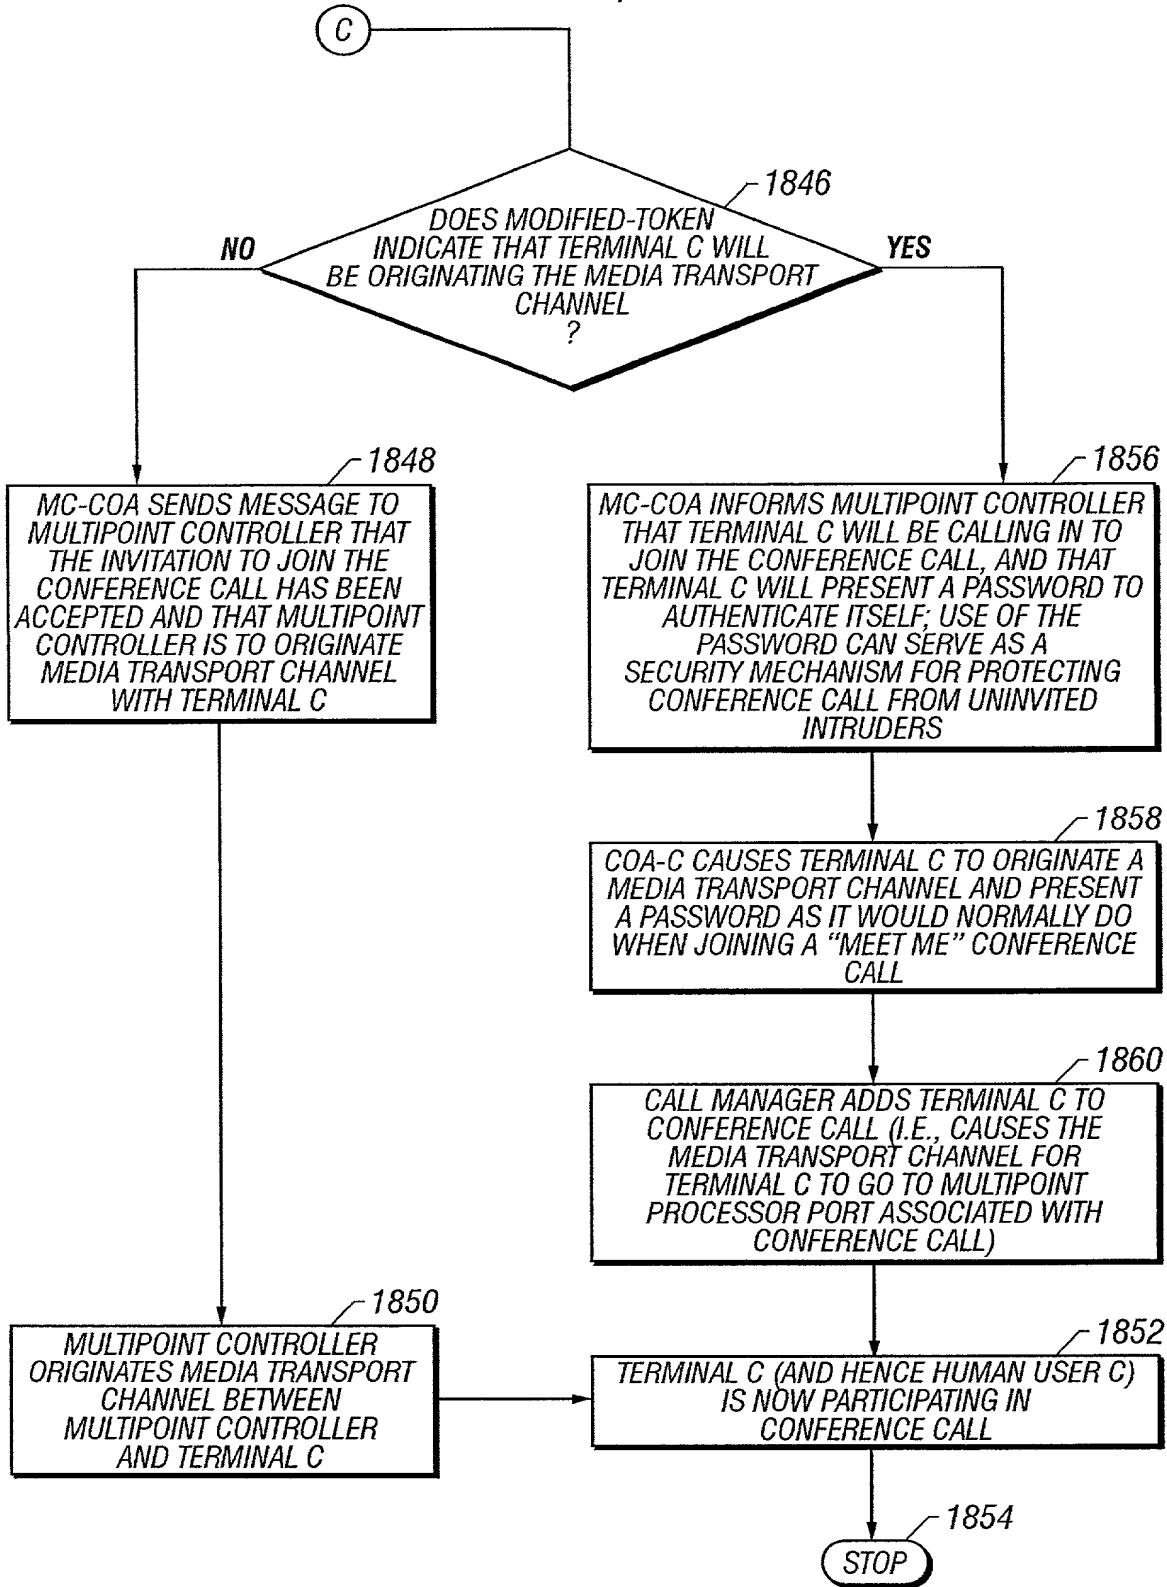 C
1846
DOES MODIFIED-TOKEN
INDICATE THAT TERMINAL C WILL
BE ORIGINATING THE MEDIA TRANSPORT
CHANNEL
?
NO
YES
1848
MC-COA SENDS MESSAGE TO
MULTIPOINT CONTROLLER THAT
THE INVITATION TO JOIN THE
CONFERENCE CALL HAS BEEN
ACCEPTED AND THAT MULTIPOINT
CONTROLLER IS TO ORIGINATE
MEDIA TRANSPORT CHANNEL
WITH TERMINAL C
1856
MC-COA INFORMS MULTIPOINT CONTROLLER
THAT TERMINAL C WILL BE CALLING IN TO
JOIN THE CONFERENCE CALL, AND THAT
TERMINAL C WILL PRESENT A PASSWORD TO
AUTHENTICATE ITSELF; USE OF THE
PASSWORD CAN SERVE AS A
SECURITY MECHANISM FOR PROTECTING
CONFERENCE CALL FROM UNINVITED
INTRUDERS
1858
COA-C CAUSES TERMINAL C TO ORIGINATE A
MEDIA TRANSPORT CHANNEL AND PRESENT
A PASSWORD AS IT WOULD NORMALLY DO
WHEN JOINING A “MEET ME” CONFERENCE
CALL
1860
CALL MANAGER ADDS TERMINAL C TO
CONFERENCE CALL (I.E., CAUSES THE
MEDIA TRANSPORT CHANNEL FOR
TERMINAL C TO GO TO MULTIPOINT
PROCESSOR PORT ASSOCIATED WITH
CONFERENCE CALL)
1850
MULTIPOINT CONTROLLER
ORIGINATES MEDIA TRANSPORT
CHANNEL BETWEEN
MULTIPOINT CONTROLLER
AND TERMINAL C
1852
TERMINAL C (AND HENCE HUMAN USER C)
IS NOW PARTICIPATING IN
CONFERENCE CALL
1854
STOP